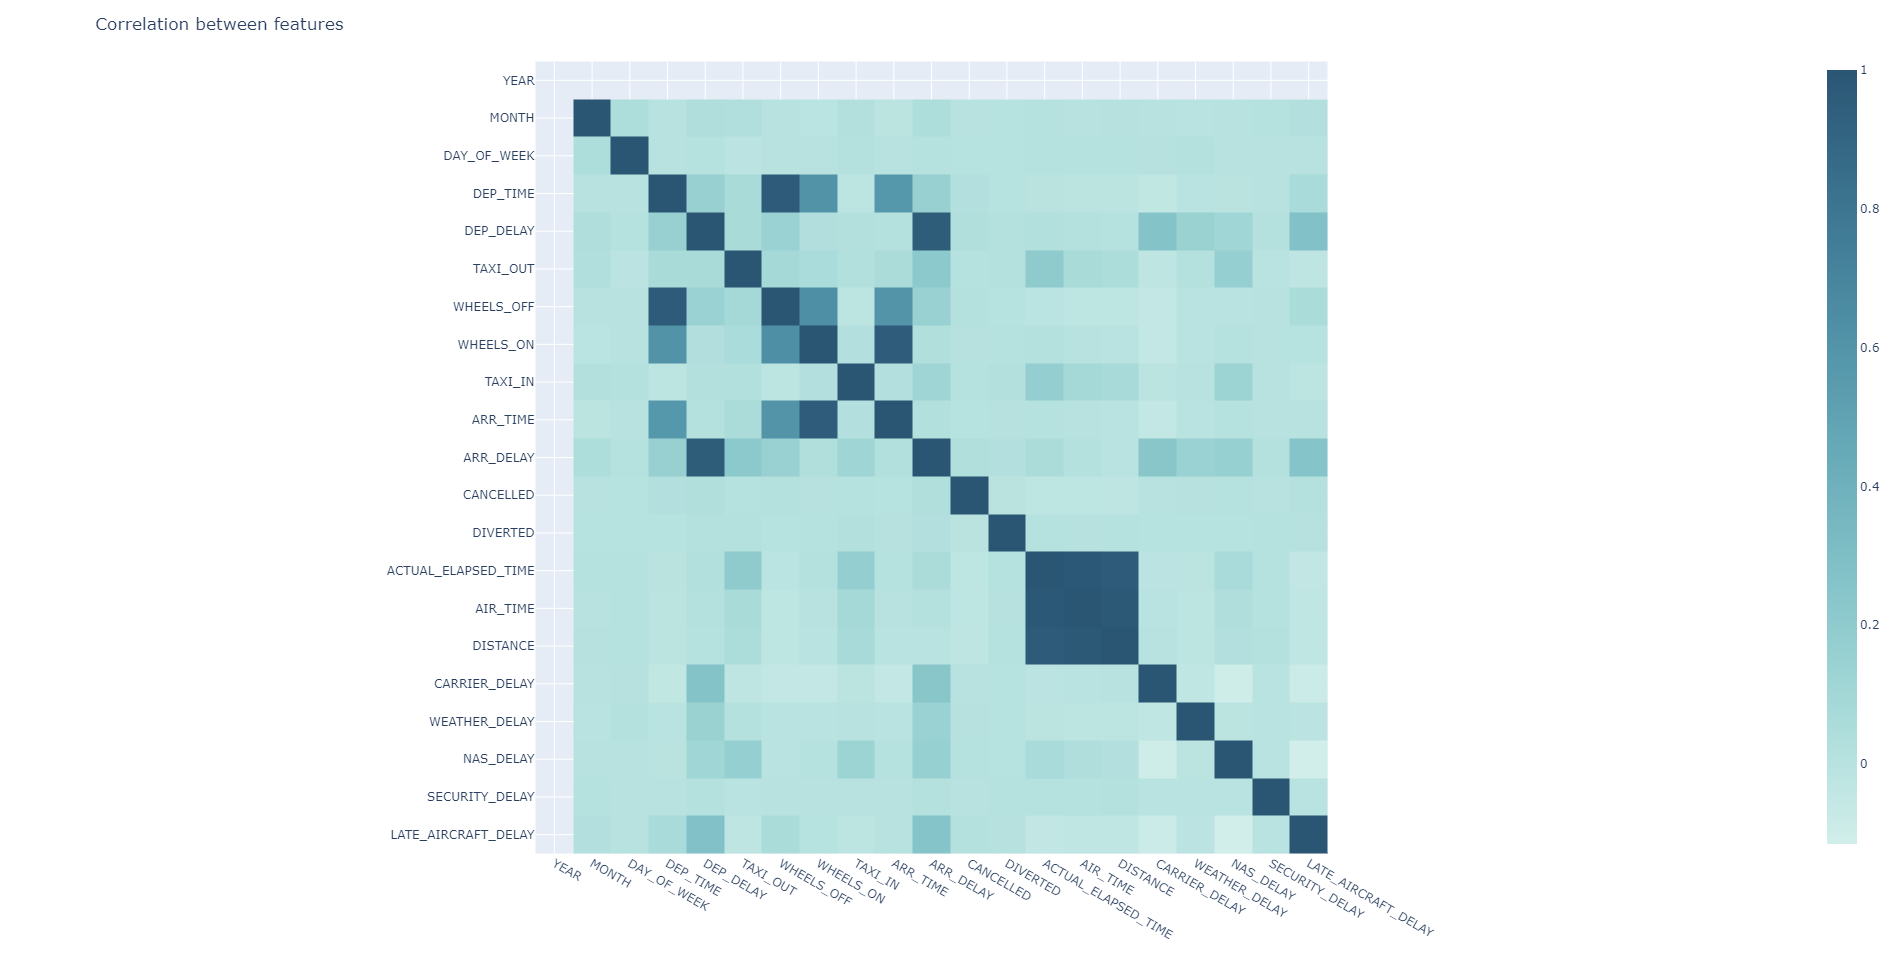 Correlation between features
YEAR
MONTH
DAY_OF_WEEK
DEP_TIME
DEP_DELAY
TAXI_OUT
WHEELS_OFF
WHEELS_ON
TAXI_IN
ARR_TIME
ARR_DELAY
CANCELLED
DIVERTED
ACTUAL_ELAPSED_TIME
AIR_TIME
DISTANCE
CARRIER_DELAY
WEATHER_DELAY
NAS_DELAY
SECURITY_DELAY
LATE_AIRCRAFT_DELAY
YEAR
MONTH
DAY_OF_WEEK
DEP_TIME
DEP_DELAY
TAXI_OUT
WHEELS_OFF
WHEELS_ON
TAXI_IN
ARR_TIME
ARR_DELAY
CANCELLED
DIVERTED
ACTUAL_ELAPSED_TIME
AIR_TIME
DISTANCE
CARRIER_DELAY
WEATHER_DELAY
NAS_DELAY
SECURITY_DELAY
LATE_AIRCRAFT_DELAY
1
0.8
0.6
0.4
0.2
0